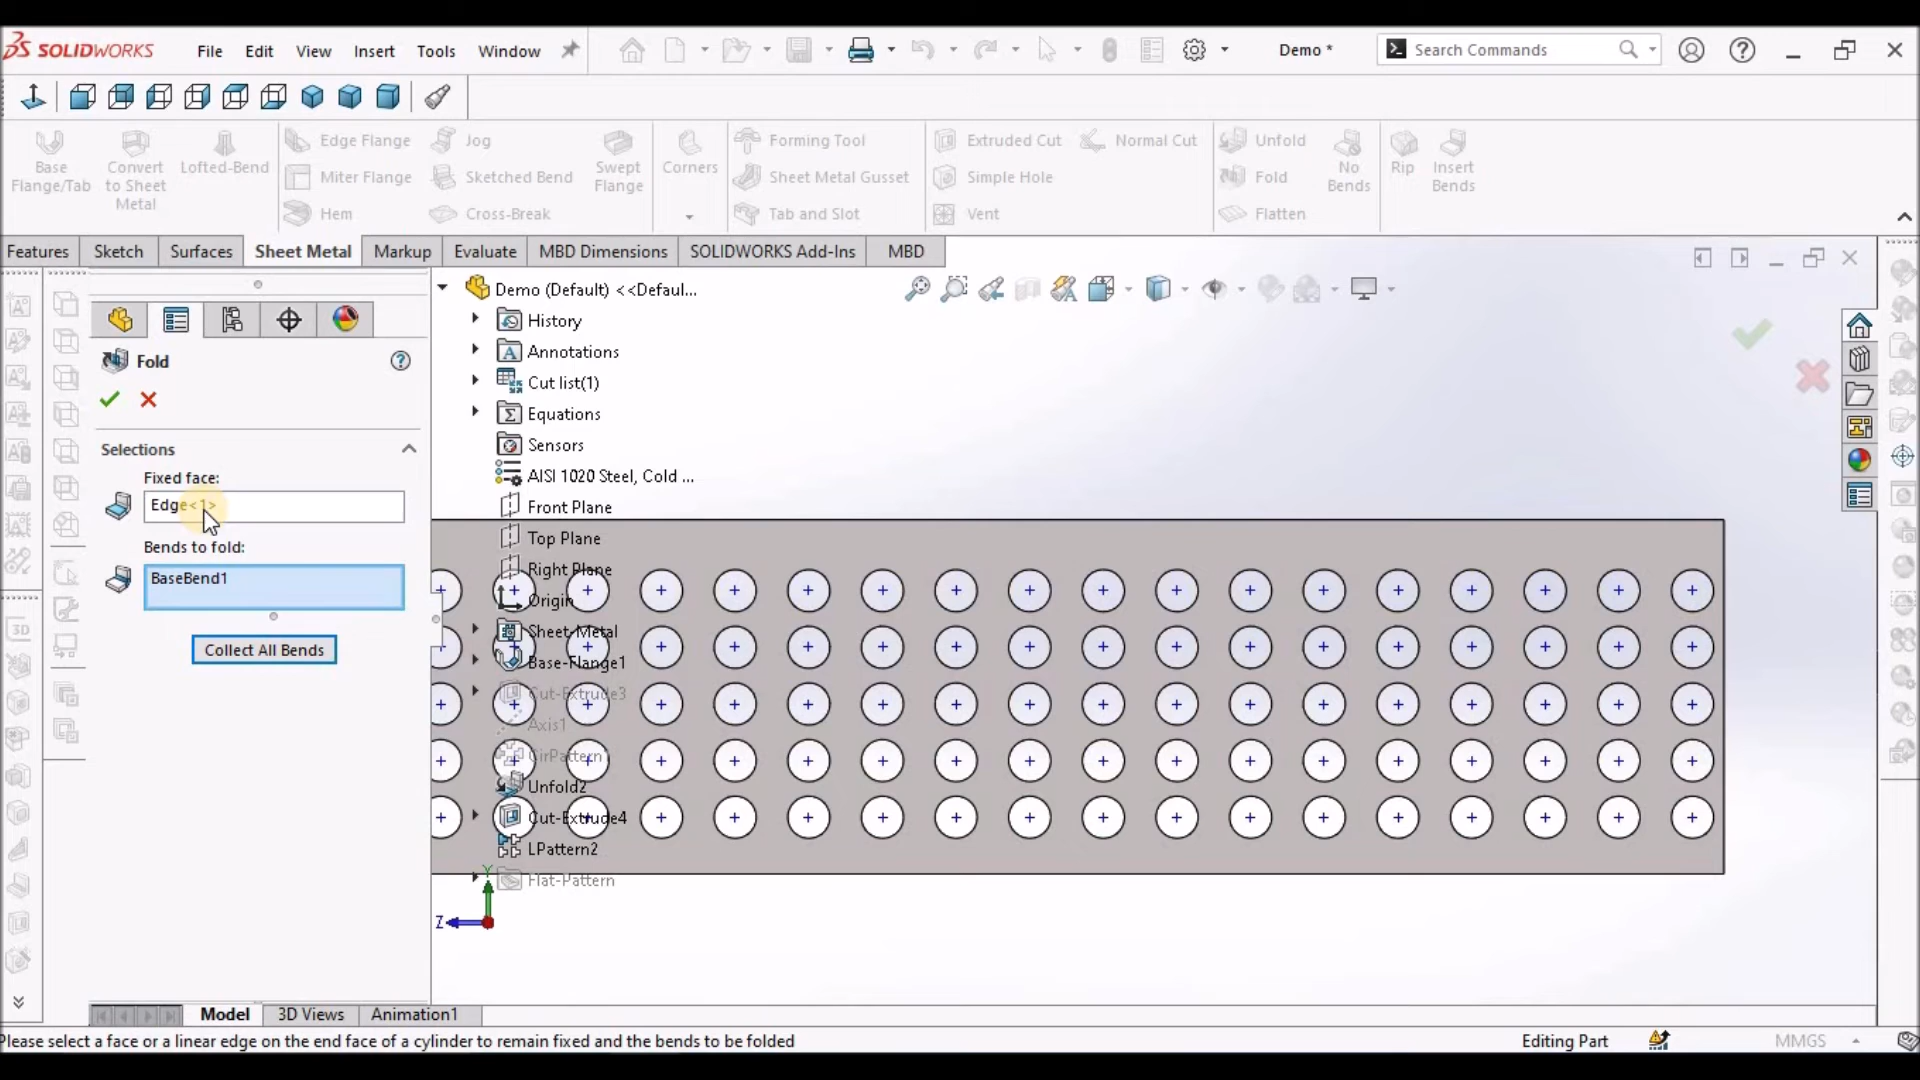 SOLIDWORKS File Edit View Insert Tools Window Demo * Search Commands
Base Flange/Tab
Convert to Sheet Metal
Lofted-Bend
Edge Flange
Miter Flange
Hem
Jog
Sketched Bend
Cross-Break
Swept Flange
Corners
Forming Tool
Sheet Metal Gusset
Tab and Slot
Extruded Cut
Simple Hole
Vent
Normal Cut
Unfold
Fold
Flatten
No Bends
Rip
Insert Bends
Features Sketch Surfaces Sheet Metal Markup Evaluate MBD Dimensions SOLIDWORKS Add-Ins MBD
Fold
Selections
Fixed face:
Edge<1>
Bends to fold:
BaseBend1
Collect All Bends
Demo (Default) <<Defaul...
History
Annotations
Cut list(1)
Equations
Sensors
AISI 1020 Steel, Cold ...
Front Plane
Top Plane
Right Plane
Origin
Sheet-Metal
Base-Flange1
Cut-Extrude3
Axis1
CirPattern1
Unfold2
Cut-Extrude4
LPattern2
Flat-Pattern
Y
Z
Model 3D Views Animation1
Please select a face or a linear edge on the end face of a cylinder to remain fixed and the bends to be folded Editing Part MMGS